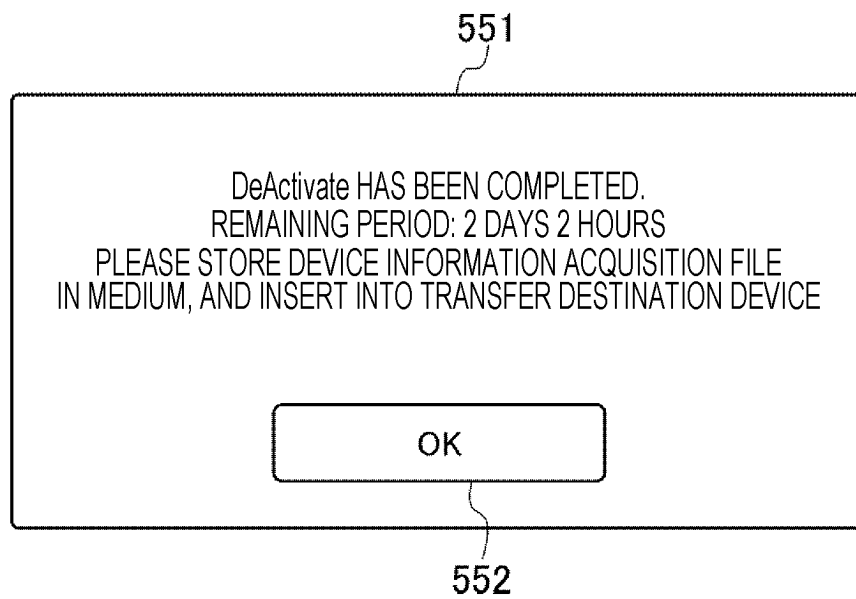 551
DeActivate HAS BEEN COMPLETED.
REMAINING PERIOD: 2 DAYS 2 HOURS
PLEASE STORE DEVICE INFORMATION ACQUISITION FILE
IN MEDIUM, AND INSERT INTO TRANSFER DESTINATION DEVICE
OK
552